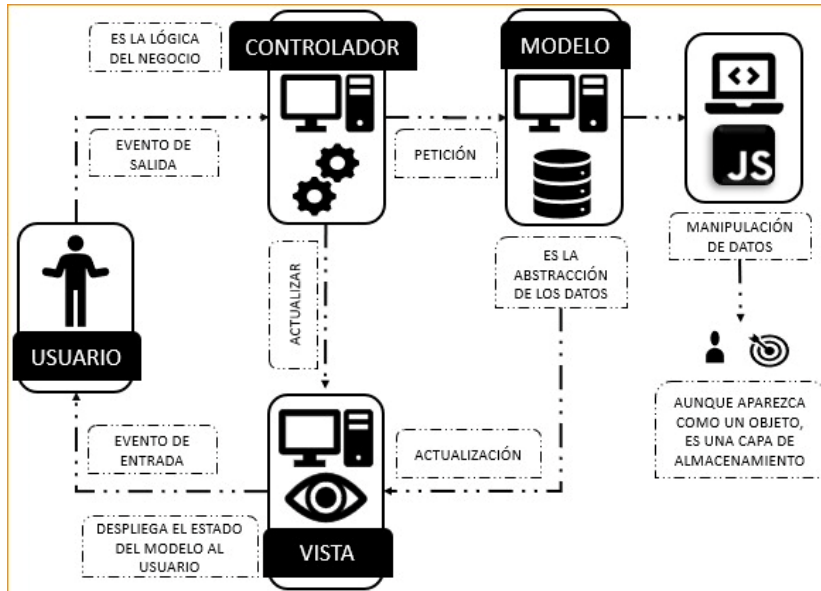 ES LA LÓGICA
DEL NEGOCIO
CONTROLADOR
MODELO
EVENTO DE
SALIDA
PETICIÓN
JS
MANIPULACIÓN
DE DATOS
ES LA
ABSTRACCIÓN
DE LOS DATOS
ACTUALIZAR
USUARIO
AUNQUE APAREZCA
COMO UN OBJETO,
ES UNA CAPA DE
ALMACENAMIENTO
EVENTO DE
ENTRADA
ACTUALIZACIÓN
DESPLIEGA EL ESTADO
DEL MODELO AL
USUARIO
VISTA